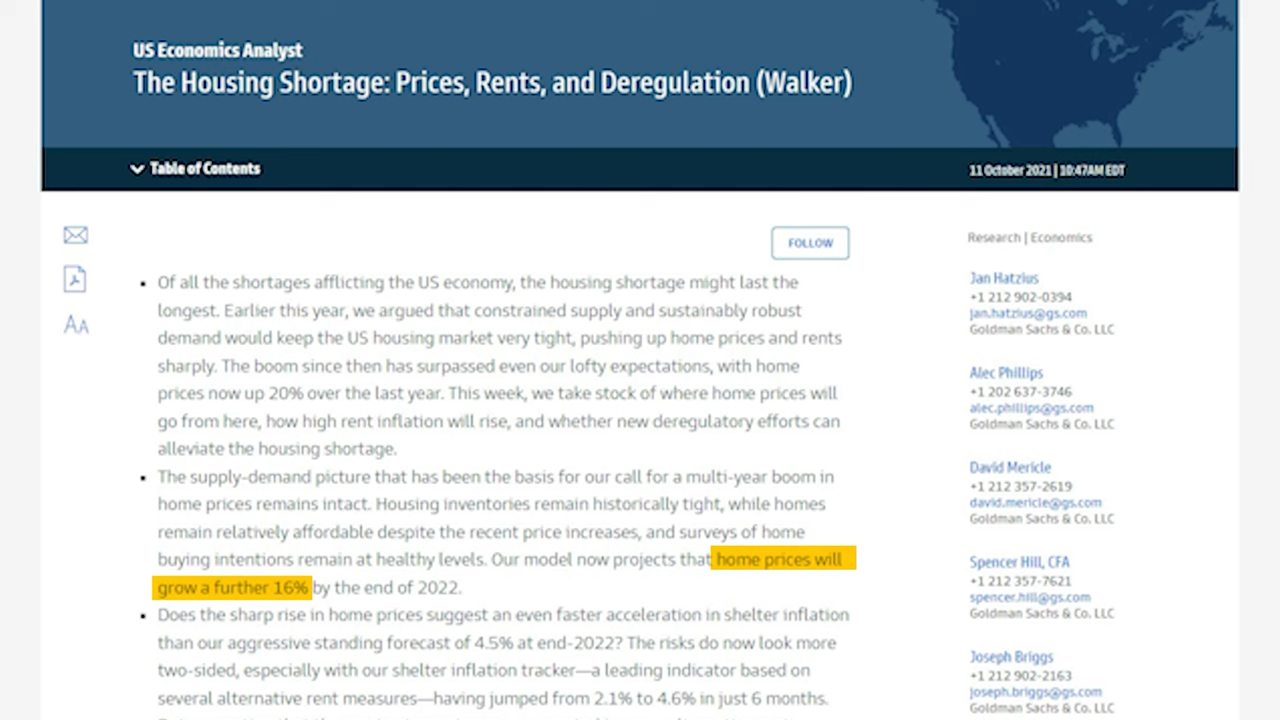 US Economics Analyst
The Housing Shortage: Prices, Rents, and Deregulation (Walker)
Table of Contents
11 October 2021 | 10:47AM EDT
FOLLOW
Of all the shortages afflicting the US economy, the housing shortage might last the
longest. Earlier this year, we argued that constrained supply and sustainably robust
demand would keep the US housing market very tight, pushing up home prices and rents
sharply. The boom since then has surpassed even our lofty expectations, with home
prices now up 20% over the last year. This week, we take stock of where home prices will
go from here, how high rent inflation will rise, and whether new deregulatory efforts can
alleviate the housing shortage.
The supply-demand picture that has been the basis for our call for a multi-year boom in
home prices remains intact. Housing inventories remain historically tight, while homes
remain relatively affordable despite the recent price increases, and surveys of home
buying intentions remain at healthy levels. Our model now projects that home prices will
grow a further 16% by the end of 2022.
Does the sharp rise in home prices suggest an even faster acceleration in shelter inflation
than our aggressive standing forecast of 4.5% at end-2022? The risks do now look more
two-sided, especially with our shelter inflation tracker—a leading indicator based on
several alternative rent measures—having jumped from 2.1% to 4.6% in just 6 months.
Research | Economics
Jan Hatzius
+1 212 902-0394
jan.hatzius@gs.com
Goldman Sachs & Co. LLC
Alec Phillips
+1 202 637-3746
alec.phillips@gs.com
Goldman Sachs & Co. LLC
David Mericle
+1 212 357-2619
david.mericle@gs.com
Goldman Sachs & Co. LLC
Spencer Hill, CFA
+1 212 357-7621
spencer.hill@gs.com
Goldman Sachs & Co. LLC
Joseph Briggs
+1 212 902-2163
joseph.briggs@gs.com
Goldman Sachs & Co. LLC
AA